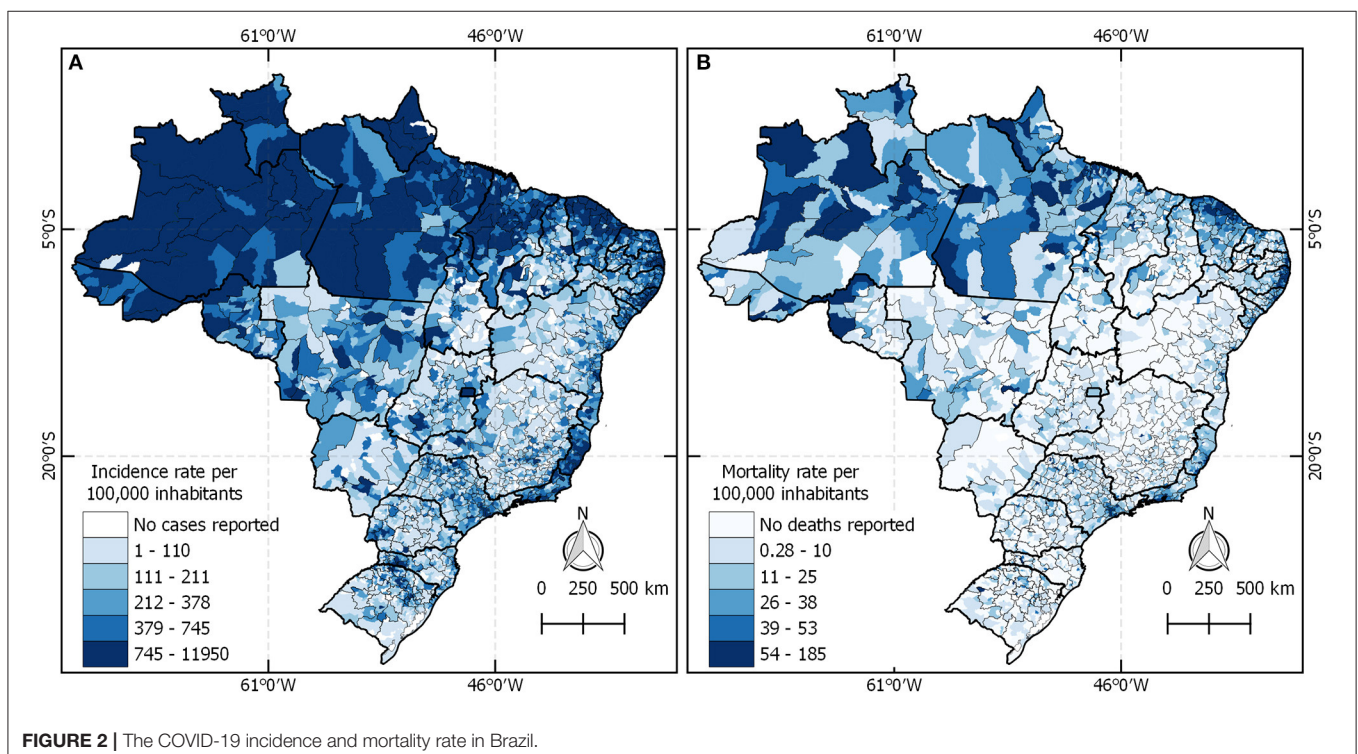 61°0'W 46°0'W 61°0'W 46°0'W
A
B
5°0'S
5°0'S
20°0'S
20°0'S
Incidence rate per
100,000 inhabitants
No cases reported
1 - 110
111 - 211
212 - 378
379 - 745
745 - 11950
N
0 250 500 km
Mortality rate per
100,000 inhabitants
No deaths reported
0.28 - 10
11 - 25
26 - 38
39 - 53
54 - 185
N
0 250 500 km
61°0'W 46°0'W 61°0'W 46°0'W
FIGURE 2 | The COVID-19 incidence and mortality rate in Brazil.